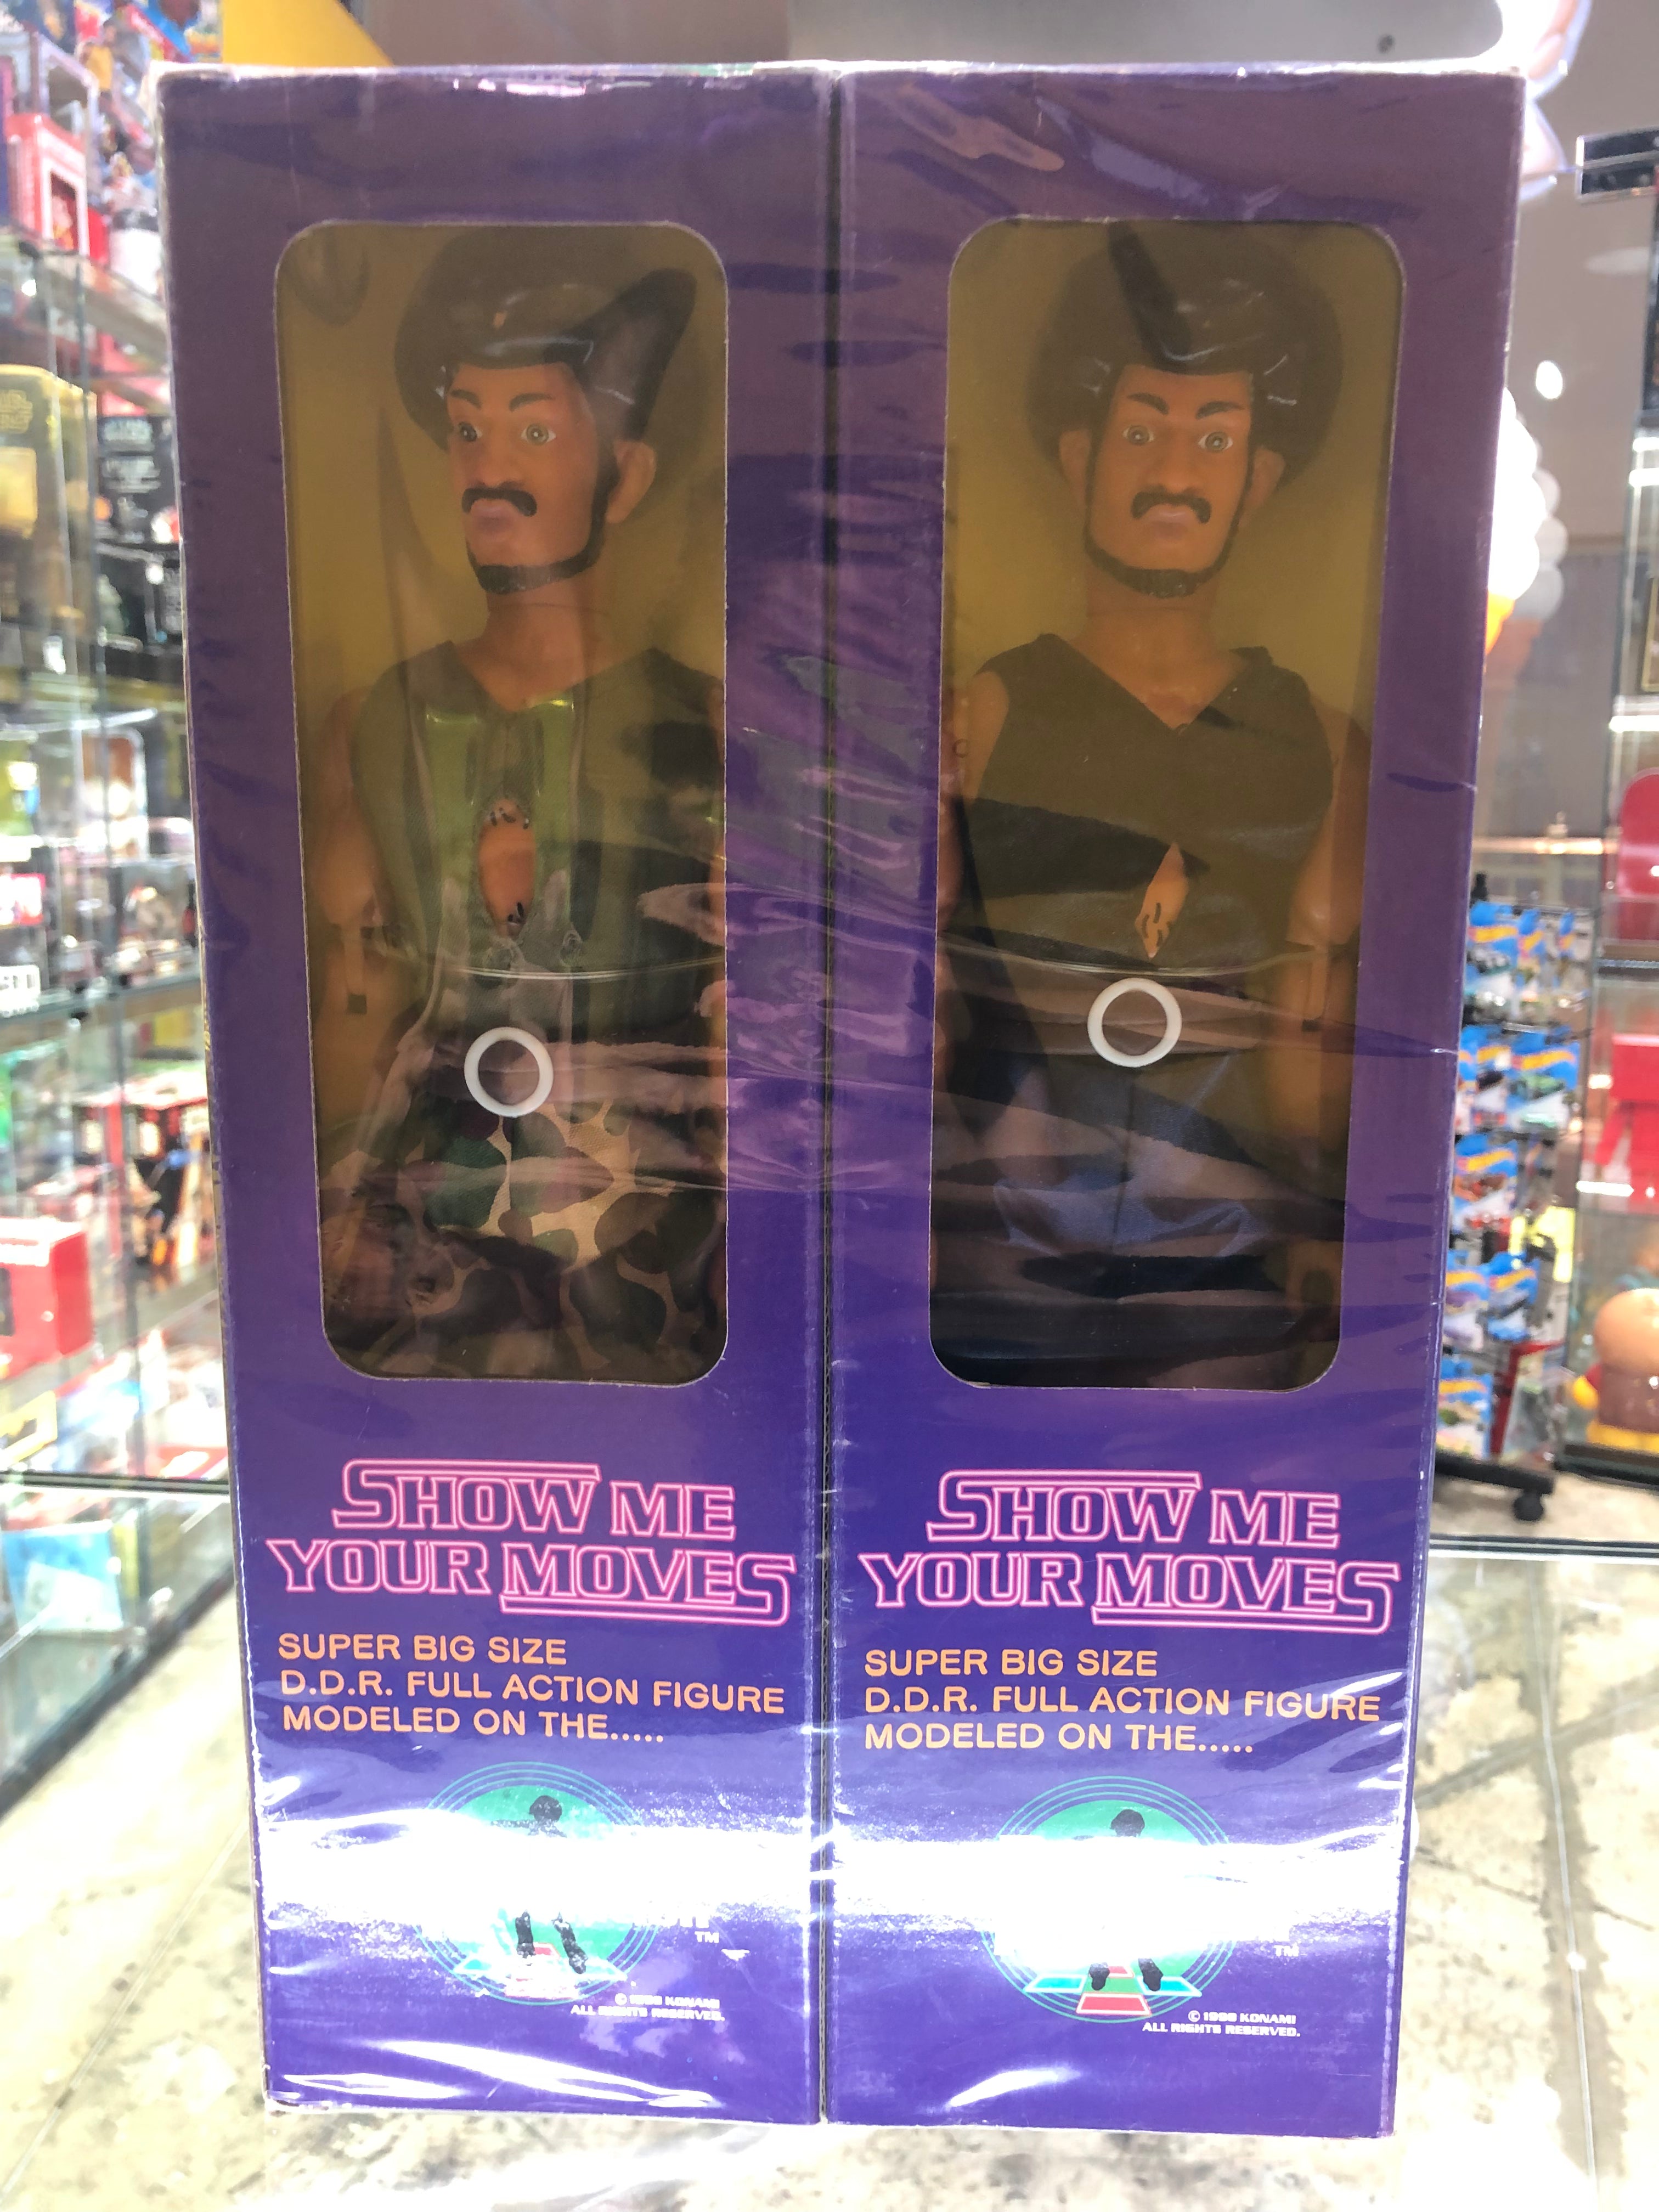 SHOW ME
YOUR MOVES
SUPER BIG SIZE
D.D.R. FULL ACTION FIGURE
MODELED ON THE.....
TM
KONAMI
ALL RIGHTS RESERVED.
SHOW ME
YOUR MOVES
SUPER BIG SIZE
D.D.R. FULL ACTION FIGURE
MODELED ON THE.....
TM
© KONAMI
ALL RIGHTS RESERVED.